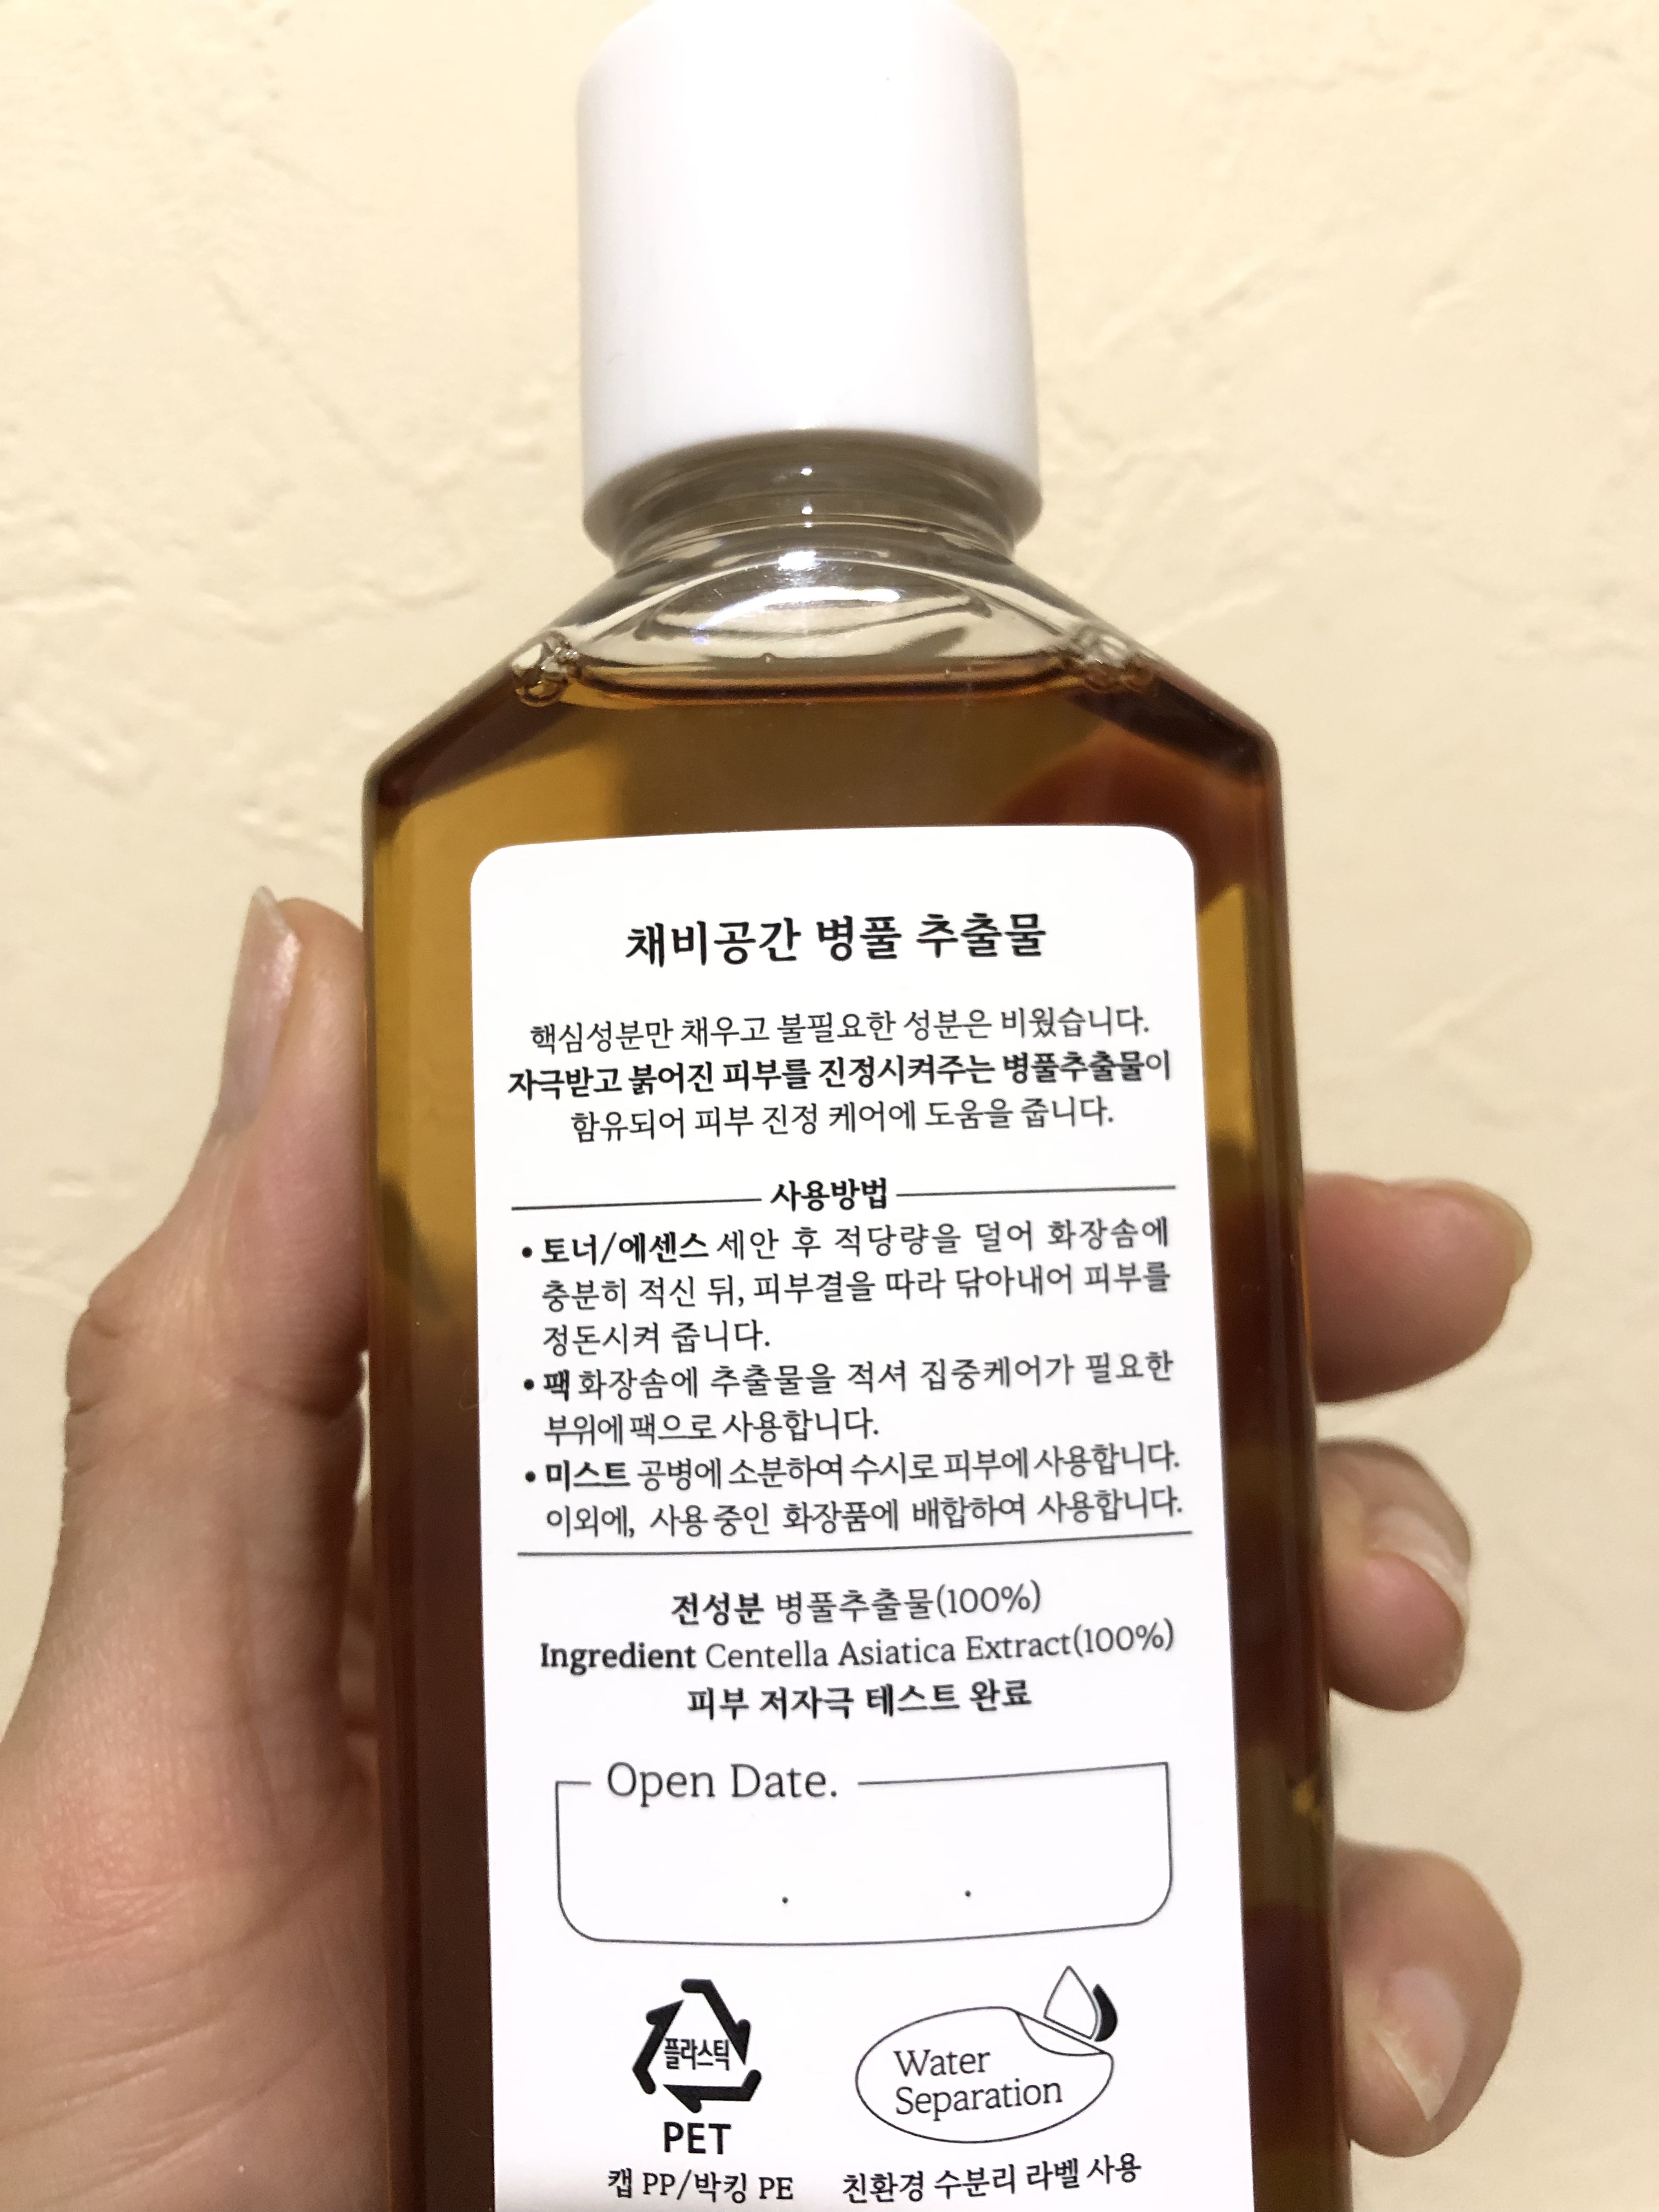 채비공간 병풀 추출물
핵심성분만 채우고 불필요한 성분은 비웠습니다.
자극받고 붉어진 피부를 진정시켜주는 병풀추출물이
함유되어 피부 진정 케어에 도움을 줍니다.
사용방법
• 토너/에센스 세안 후 적당량을 덜어 화장솜에
충분히 적신 뒤, 피부결을 따라 닦아내어 피부를
정돈시켜 줍니다.
• 팩 화장솜에 추출물을 적셔 집중케어가 필요한
부위에 팩으로 사용합니다.
• 미스트 공병에 소분하여 수시로 피부에 사용합니다.
이외에, 사용 중인 화장품에 배합하여 사용합니다.
전성분 병풀추출물(100%)
Ingredient Centella Asiatica Extract(100%)
피부 저자극 테스트 완료
Open Date.
. .
플라스틱
PET
캡 PP/박킹 PE
Water
Separation
친환경 수분리 라벨 사용